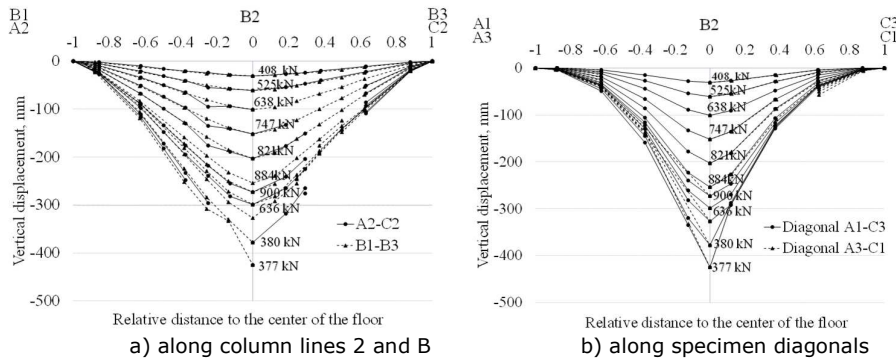 B1
A2
B2
B3
C2
-1 -0.8 -0.6 -0.4 -0.2 0 0.2 0.4 0.6 0.8 1
0
-100
-200
-300
-400
-500
Vertical displacement, mm
408 kN
525 kN
638 kN
747 kN
821 kN
884kN
900 kN
636 kN
380 kN
377 kN
A2-C2
B1-B3
Relative distance to the center of the floor
a) along column lines 2 and B
A1
A3
B2
C3
C1
-1 -0.8 -0.6 -0.4 -0.2 0 0.2 0.4 0.6 0.8 1
0
-100
-200
-300
-400
-500
Vertical displacement, mm
408 kN
525 kN
638 kN
747 kN
821kN
884 kN
900 kN
636 kN
380 kN
377 kN
Diagonal A1-C3
Diagonal A3-C1
Relative distance to the center of the floor
b) along specimen diagonals